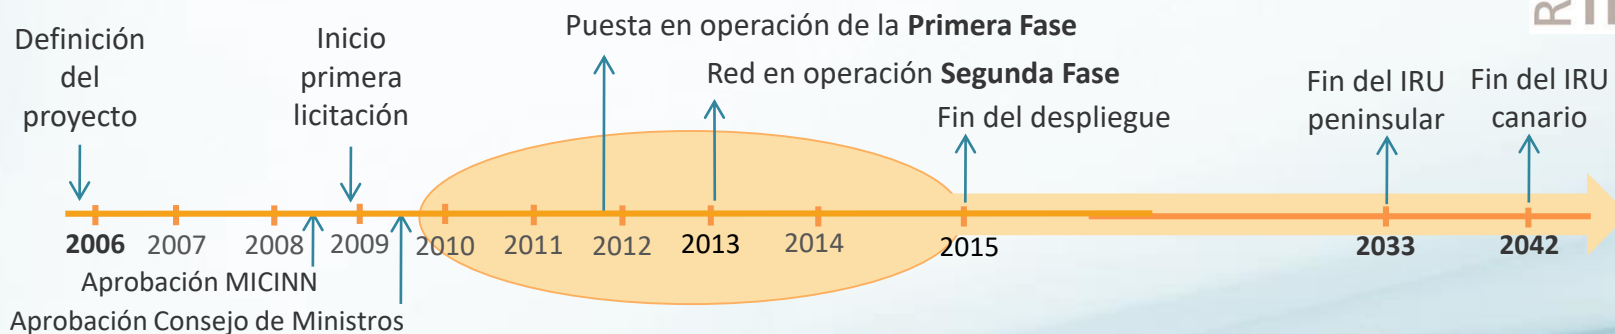 Definición
del
proyecto
Inicio
primera
licitación
Puesta en operación de la Primera Fase
Red en operación Segunda Fase
Fin del despliegue
Fin del IRU
peninsular
Fin del IRU
canario
2006 2007 2008 2009 2010 2011 2012 2013 2014 2015 2033 2042
Aprobación MICINN
Aprobación Consejo de Ministros